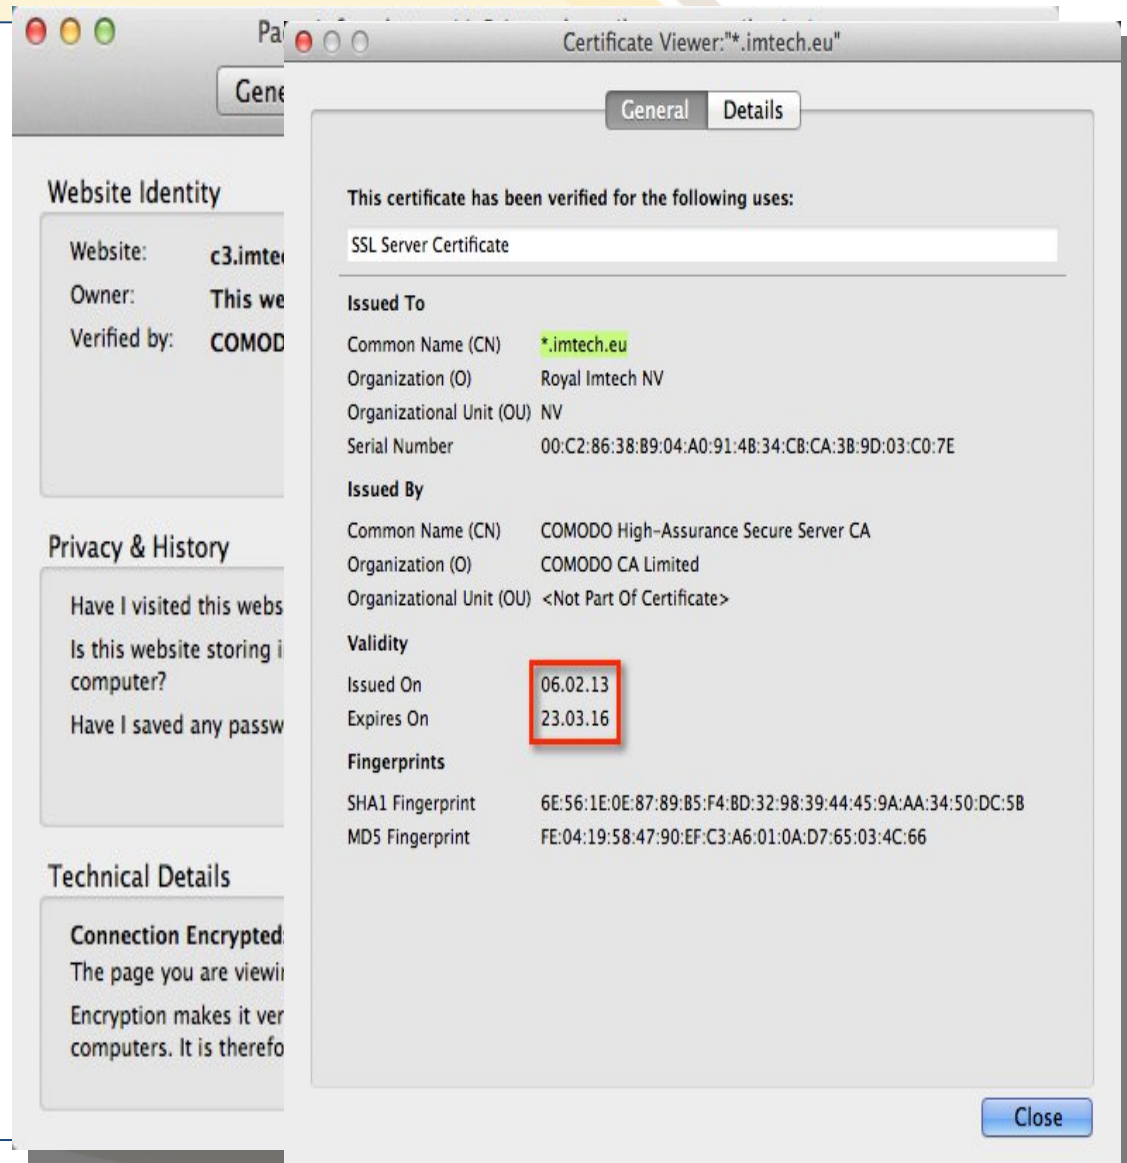 Certificate Viewer:"*.imtech.eu"
General Details
This certificate has been verified for the following uses:
SSL Server Certificate
Issued To
Common Name (CN) *.imtech.eu
Organization (O) Royal Imtech NV
Organizational Unit (OU) NV
Serial Number 00:C2:86:38:B9:04:A0:91:4B:34:CB:CA:3B:9D:03:C0:7E
Issued By
Common Name (CN) COMODO High-Assurance Secure Server CA
Organization (O) COMODO CA Limited
Organizational Unit (OU) <Not Part Of Certificate>
Validity
Issued On 06.02.13
Expires On 23.03.16
Fingerprints
SHA1 Fingerprint 6E:56:1E:0E:87:89:B5:F4:BD:32:98:39:44:45:9A:AA:34:50:DC:5B
MD5 Fingerprint FE:04:19:58:47:90:EF:C3:A6:01:0A:D7:65:03:4C:66
Close
Website Identity
Website: c3.imte
Owner: This we
Verified by: COMOD
Privacy & History
Have I visited this webs
Is this website storing i
computer?
Have I saved any passw
Technical Details
Connection Encrypted
The page you are viewi
Encryption makes it ver
computers. It is therefo